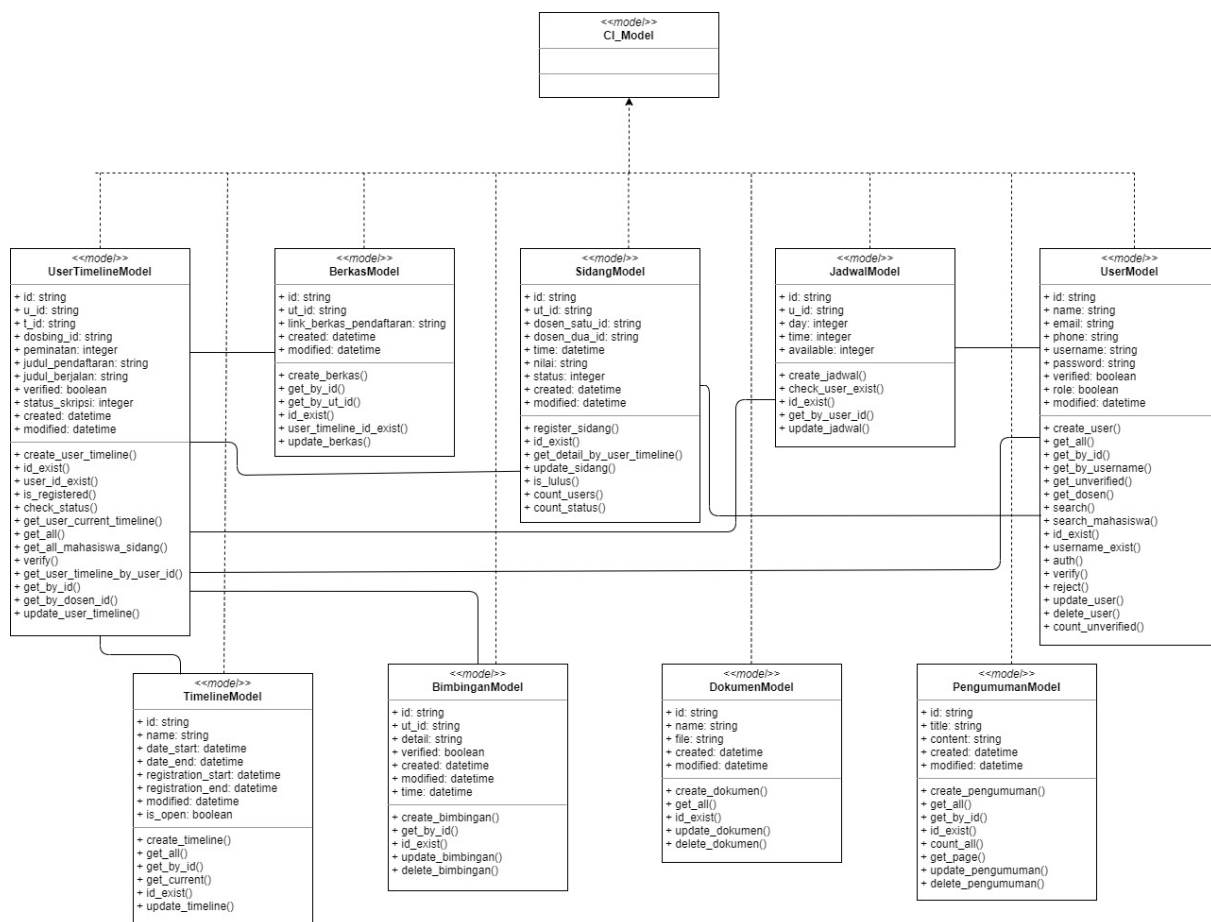 <<model>>
CI_Model
<<model>>
UserTimelineModel
+ id: string
+ u_id: string
+ t_id: string
+ dosbing_id: string
+ peminatan: integer
+ judul_pendaftaran: string
+ judul_berjalan: string
+ verified: boolean
+ status_skripsi: integer
+ created: datetime
+ modified: datetime
+ create_user_timeline()
+ id_exist()
+ user_id_exist()
+ is_registered()
+ check_status()
+ get_user_current_timeline()
+ get_all()
+ get_all_mahasiswa_sidang()
+ verify()
+ get_user_timeline_by_user_id()
+ get_by_id()
+ get_by_dosen_id()
+ update_user_timeline()
<<model>>
BerkasModel
+ id: string
+ ut_id: string
+ link_berkas_pendaftaran: string
+ created: datetime
+ modified: datetime
+ create_berkas()
+ get_by_id()
+ get_by_ut_id()
+ id_exist()
+ user_timeline_id_exist()
+ update_berkas()
<<model>>
SidangModel
+ id: string
+ ut_id: string
+ dosen_satu_id: string
+ dosen_dua_id: string
+ time: datetime
+ nilai: string
+ status: integer
+ created: datetime
+ modified: datetime
+ register_sidang()
+ id_exist()
+ get_detail_by_user_timeline()
+ update_sidang()
+ is_lulus()
+ count_users()
+ count_status()
<<model>>
JadwalModel
+ id: string
+ u_id: string
+ day: integer
+ time: integer
+ available: integer
+ create_jadwal()
+ check_user_exist()
+ id_exist()
+ get_by_user_id()
+ update_jadwal()
<<model>>
UserModel
+ id: string
+ name: string
+ email: string
+ phone: string
+ username: string
+ password: string
+ verified: boolean
+ role: boolean
+ modified: datetime
+ create_user()
+ get_all()
+ get_by_id()
+ get_by_username()
+ get_unverified()
+ get_dosen()
+ search()
+ search_mahasiswa()
+ id_exist()
+ username_exist()
+ auth()
+ verify()
+ reject()
+ update_user()
+ delete_user()
+ count_unverified()
<<model>>
TimelineModel
+ id: string
+ name: string
+ date_start: datetime
+ date_end: datetime
+ registration_start: datetime
+ registration_end: datetime
+ modified: datetime
+ is_open: boolean
+ create_timeline()
+ get_all()
+ get_by_id()
+ get_current()
+ id_exist()
+ update_timeline()
<<model>>
BimbinganModel
+ id: string
+ ut_id: string
+ detail: string
+ verified: boolean
+ created: datetime
+ modified: datetime
+ time: datetime
+ create_bimbingan()
+ get_by_id()
+ id_exist()
+ update_bimbingan()
+ delete_bimbingan()
<<model>>
DokumenModel
+ id: string
+ name: string
+ file: string
+ created: datetime
+ modified: datetime
+ create_dokumen()
+ get_all()
+ id_exist()
+ update_dokumen()
+ delete_dokumen()
<<model>>
PengumumanModel
+ id: string
+ title: string
+ content: string
+ created: datetime
+ modified: datetime
+ create_pengumuman()
+ get_all()
+ get_by_id()
+ id_exist()
+ count_all()
+ get_page()
+ update_pengumuman()
+ delete_pengumuman()